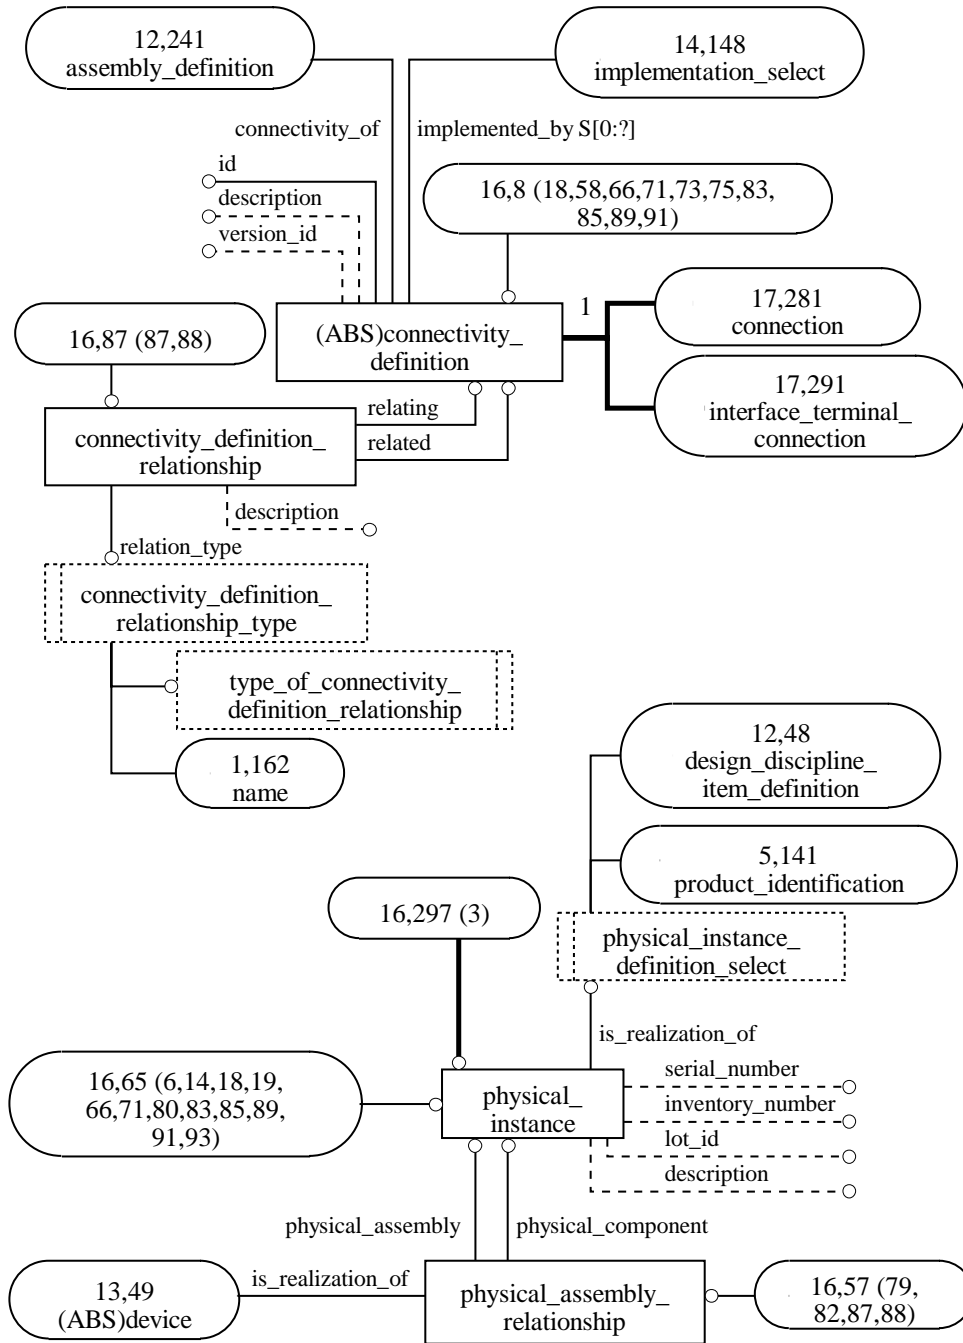 12,241
assembly_definition
14,148
implementation_select
connectivity_of
implemented_by S[0:?]
id
description
version_id
16,8 (18,58,66,71,73,75,83,
85,89,91)
1
17,281
connection
16,87 (87,88)
(ABS)connectivity_
definition
17,291
interface_terminal_
connection
relating
related
connectivity_definition_
relationship
description
relation_type
connectivity_definition_
relationship_type
type_of_connectivity_
definition_relationship
1,162
name
12,48
design_discipline_
item_definition
5,141
product_identification
16,297 (3)
physical_instance_
definition_select
is_realization_of
16,65 (6,14,18,19,
66,71,80,83,85,89,
91,93)
physical_
instance
serial_number
inventory_number
lot_id
description
physical_assembly
physical_component
13,49
(ABS)device
is_realization_of
physical_assembly_
relationship
16,57 (79,
82,87,88)